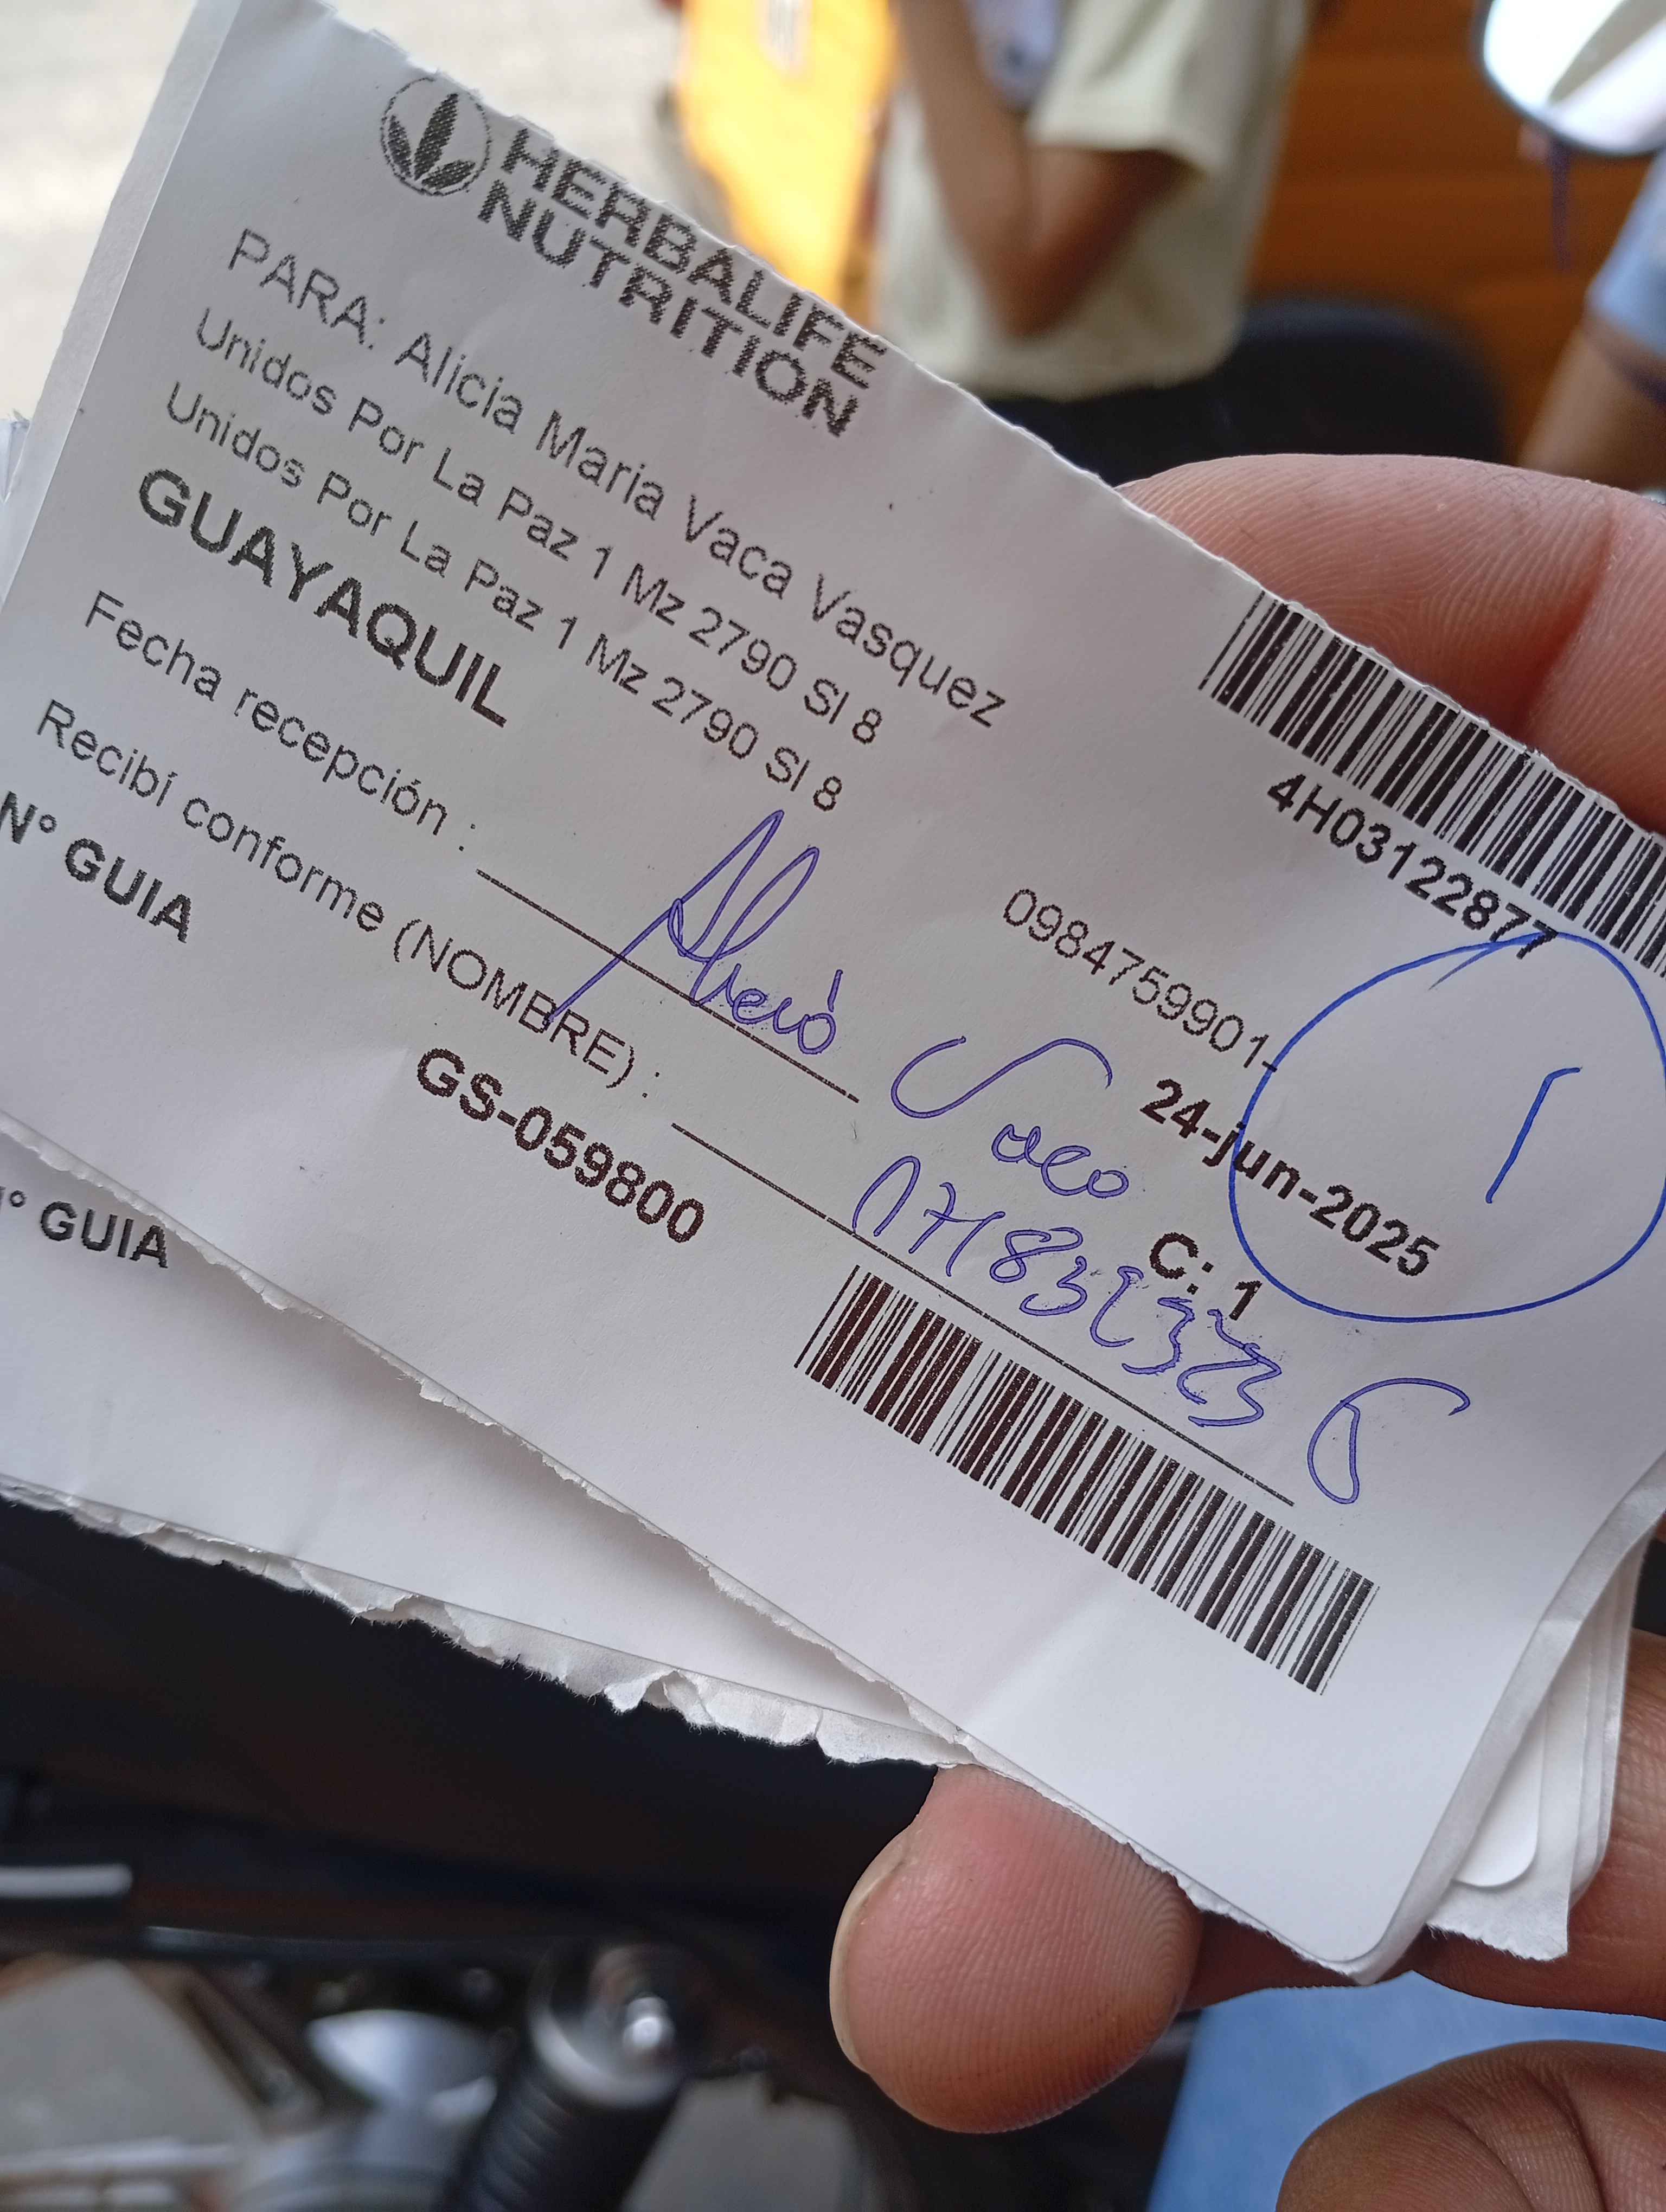 HERBALIFE
NUTRITION
4H03122877
PARA: Alicia Maria Vaca Vasquez
Unidos Por La Paz 1 Mz 2790 Sl 8
Unidos Por La Paz 1 Mz 2790 Sl 8
0984759901-
1
GUAYAQUIL
24-jun-2025
Fecha recepción :
C: 1
Recibí conforme (NOMBRE) :
N° GUIA
GS-059800
° GUIA